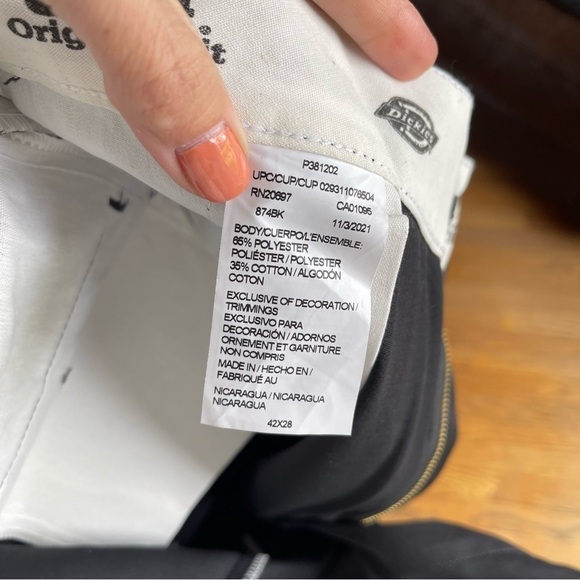 Dickies
P381202
UPC/CUP/CUP 029311076504
RN20697 CA01095
874BK 11/3/2021
BODY/CUERPO/L'ENSEMBLE:
65% POLYESTER
POLIÉSTER / POLYESTER
35% COTTON / ALGODÓN
COTON
EXCLUSIVE OF DECORATION /
TRIMMINGS
EXCLUSIVO PARA
DECORACIÓN / ADORNOS
ORNEMENT ET GARNITURE
NON COMPRIS
MADE IN / HECHO EN /
FABRIQUÉ AU
NICARAGUA / NICARAGUA
NICARAGUA
42X28